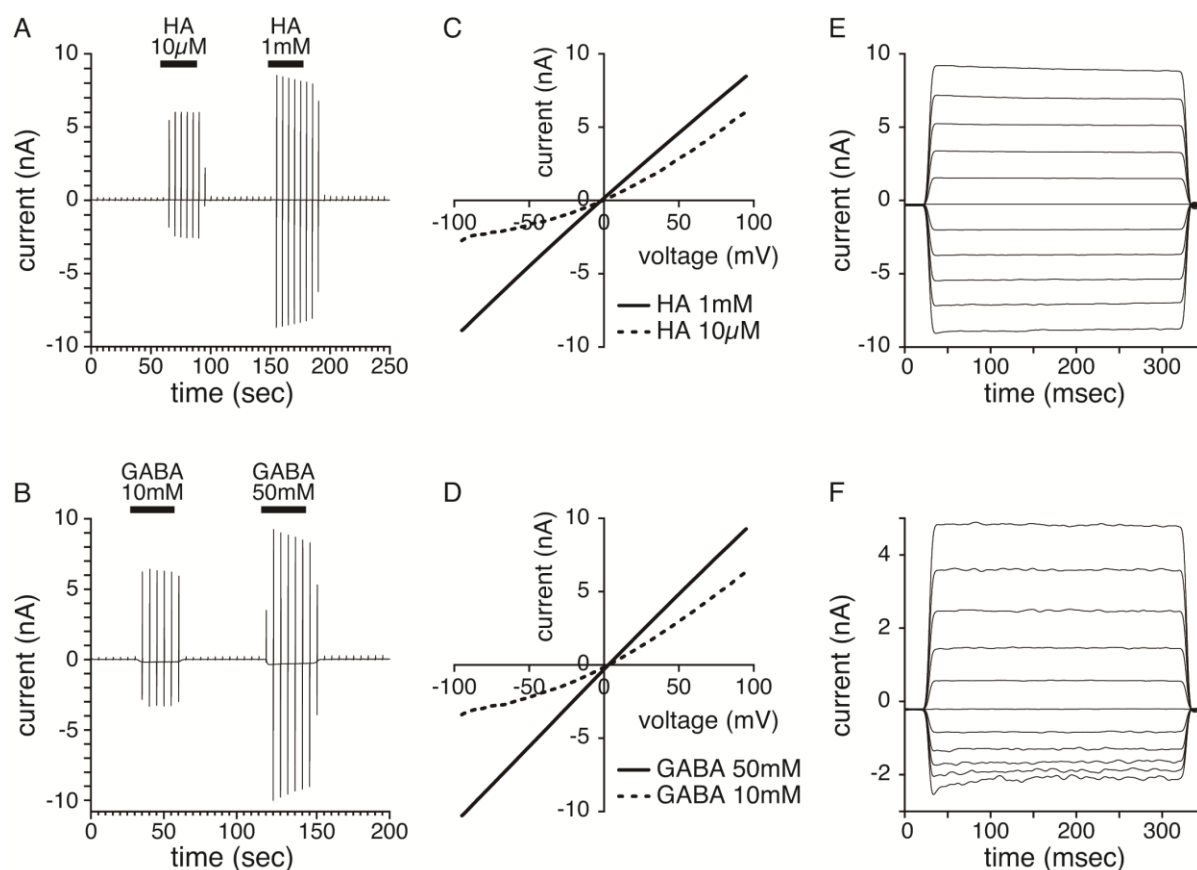 A
HA
10µM
HA
1mM
10
5
0
-5
-10
current (nA)
0
50
100
150
200
250
time (sec)
C
10
5
0
-5
-10
current (nA)
-100
-50
0
50
100
voltage (mV)
HA 1mM
HA 10µM
E
10
5
0
-5
-10
current (nA)
0
100
200
300
time (msec)
B
GABA
10mM
GABA
50mM
10
5
0
-5
-10
current (nA)
0
50
100
150
200
time (sec)
D
10
5
0
-5
-10
current (nA)
-100
-50
0
50
100
voltage (mV)
GABA 50mM
GABA 10mM
F
4
2
0
-2
current (nA)
0
100
200
300
time (msec)